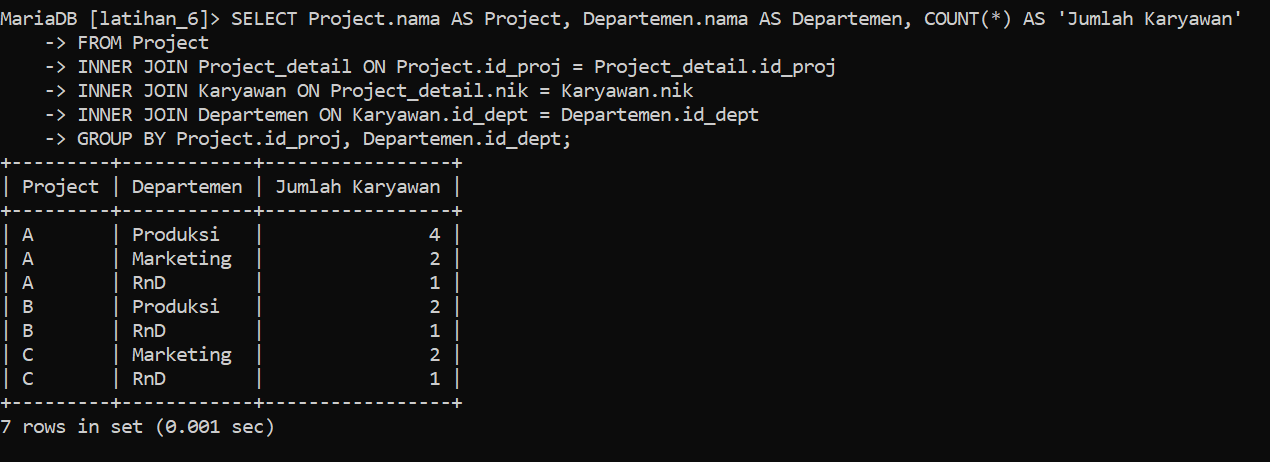 MariaDB [latihan_6]> SELECT Project.nama AS Project, Departemen.nama AS Departemen, COUNT(*) AS 'Jumlah Karyawan'
    -> FROM Project
    -> INNER JOIN Project_detail ON Project.id_proj = Project_detail.id_proj
    -> INNER JOIN Karyawan ON Project_detail.nik = Karyawan.nik
    -> INNER JOIN Departemen ON Karyawan.id_dept = Departemen.id_dept
    -> GROUP BY Project.id_proj, Departemen.id_dept;
+---------+------------+-----------------+
| Project | Departemen | Jumlah Karyawan |
+---------+------------+-----------------+
| A       | Produksi   |               4 |
| A       | Marketing  |               2 |
| A       | RnD        |               1 |
| B       | Produksi   |               2 |
| B       | RnD        |               1 |
| C       | Marketing  |               2 |
| C       | RnD        |               1 |
+---------+------------+-----------------+
7 rows in set (0.001 sec)